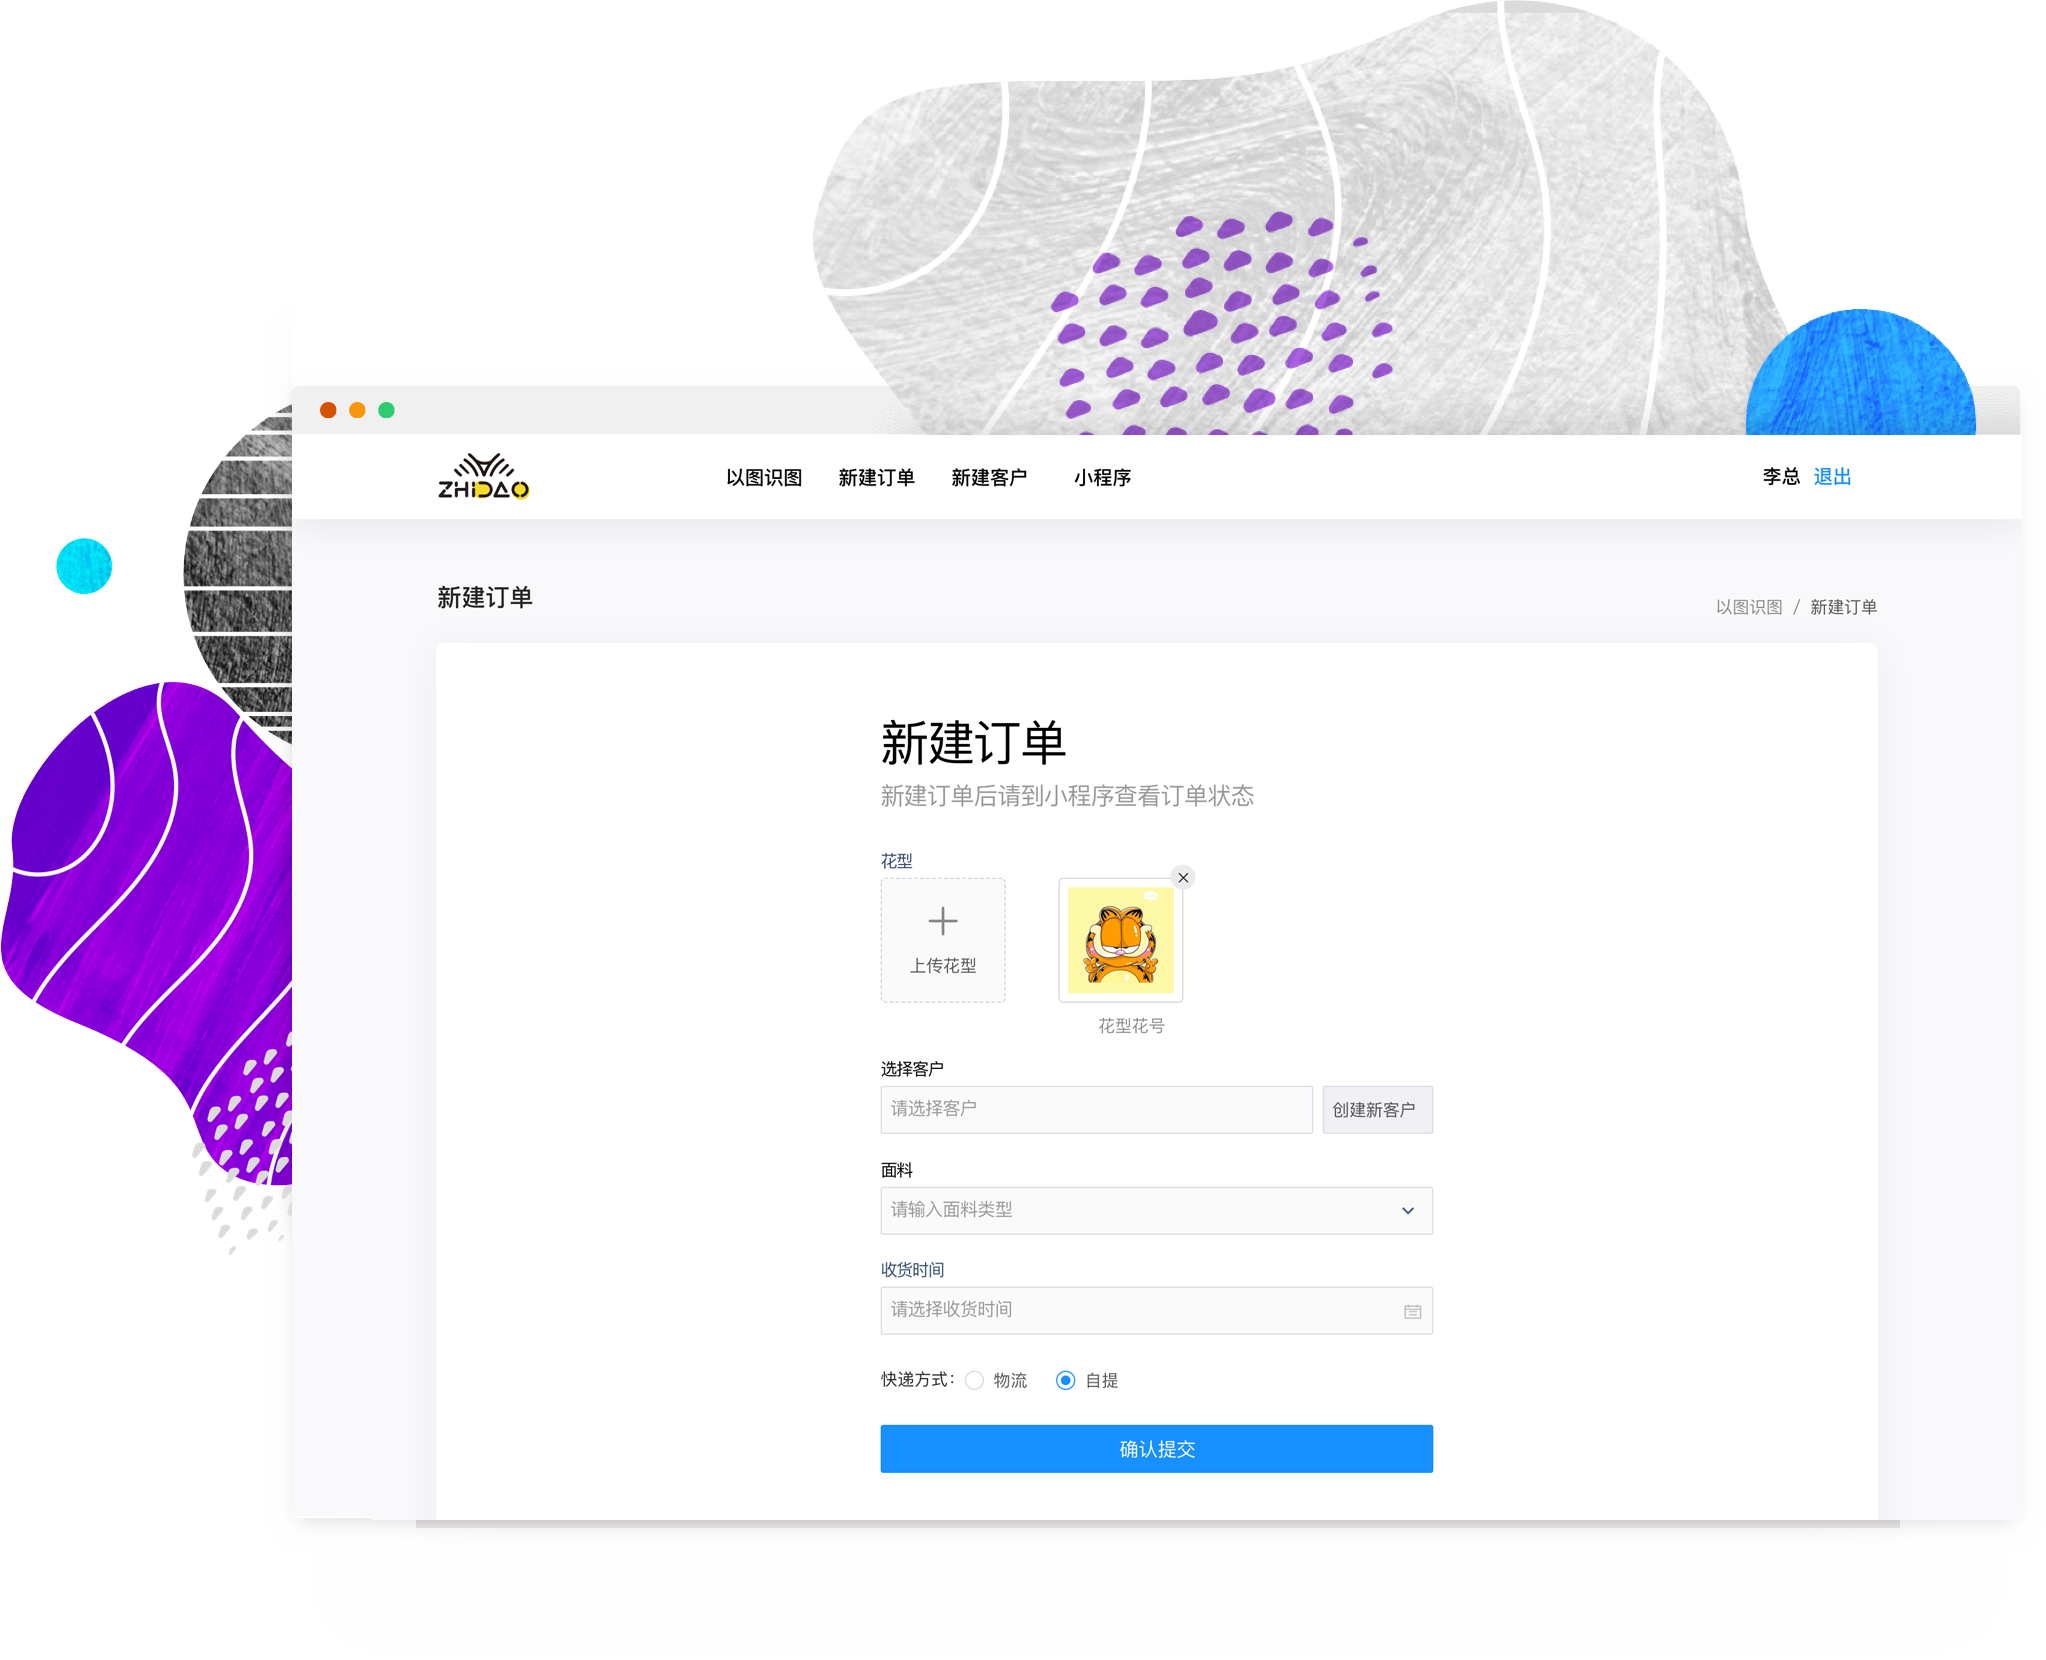 ZHIDAO
以图识图 新建订单 新建客户 小程序 李总 退出
新建订单
以图识图 / 新建订单
新建订单
新建订单后请到小程序查看订单状态
花型
上传花型
花型花号
选择客户
请选择客户 创建新客户
面料
请输入面料类型
收货时间
请选择收货时间
快递方式： 物流 自提
确认提交